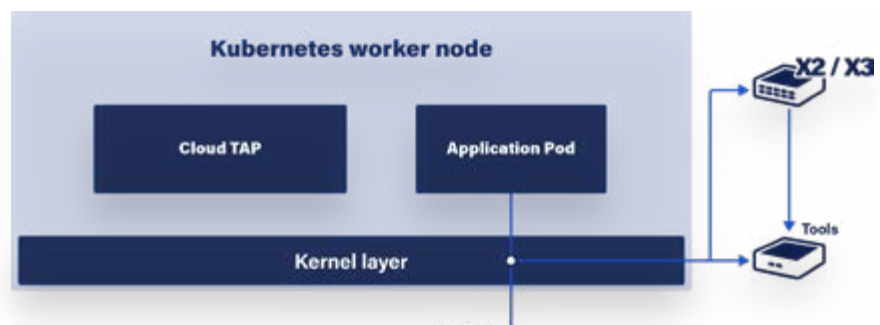 Kubernetes worker node
X2 / X3
Cloud TAP
Application Pod
Tools
Kernel layer